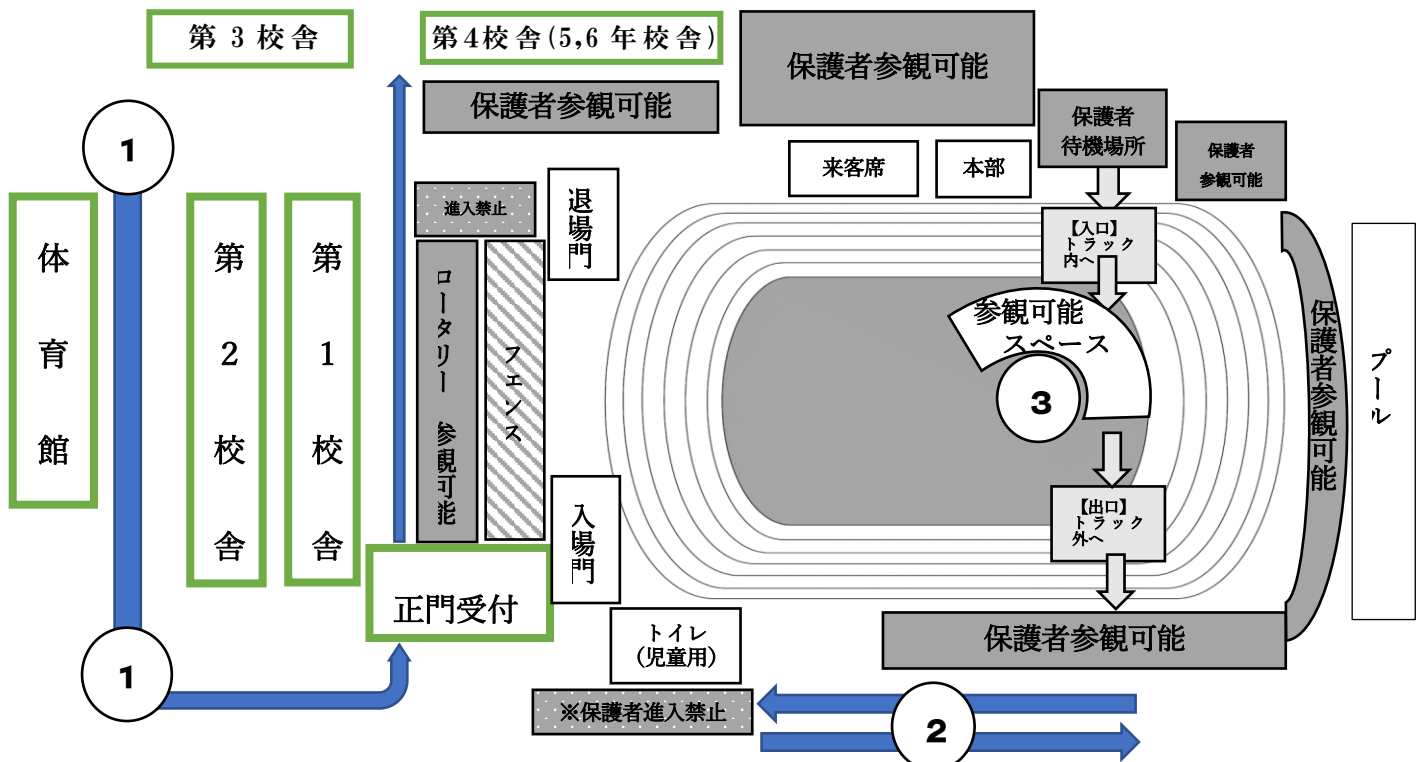 第3校舎
第4校舎(5,6年校舎)
保護者参観可能
保護者参観可能
保護者
待機場所
保護者
参観可能
来客席
本部
1
進入禁止
退場門
【入口】
トラック
内へ
体育館
第2校舎
第1校舎
ロータリー 参観可能
フェンス
参観可能
スペース
3
保護者参観可能
プール
入場門
【出口】
トラック
外へ
正門受付
トイレ
(児童用)
保護者参観可能
1
※保護者進入禁止
2